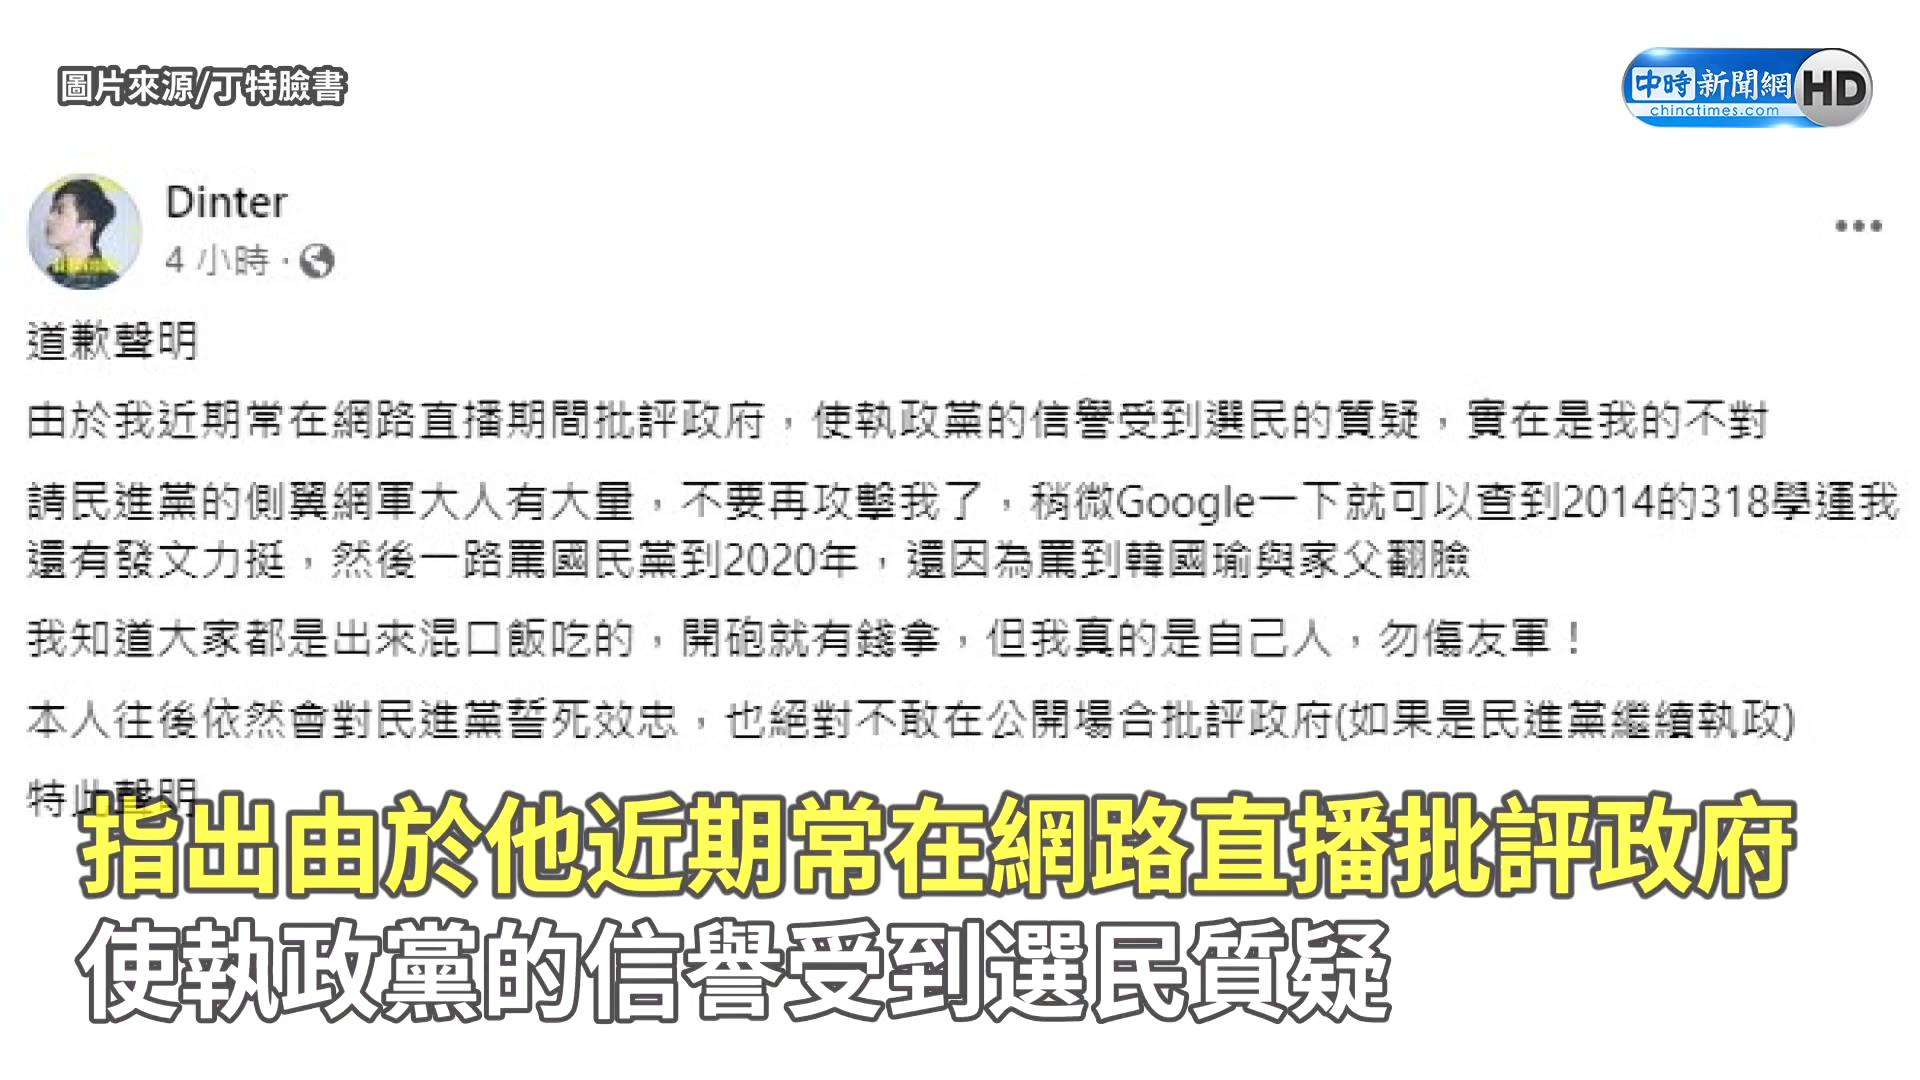 圖片來源/丁特臉書
中時新聞網HD
chinatimes.com
Dinter
4 小時·
道歉聲明
由於我近期常在網路直播期間批評政府，使執政黨的信譽受到選民的質疑，實在是我的不對
請民進黨的側翼網軍大人有大量，不要再攻擊我了，稍微Google一下就可以查到2014的318學運我
還有發文力挺，然後一路罵國民黨到2020年，還因為罵到韓國瑜與家父翻臉
我知道大家都是出來混口飯吃的，開砲就有錢拿，但我真的是自己人，勿傷友軍！
本人往後依然會對民進黨誓死效忠，也絕對不敢在公開場合批評政府(如果是民進黨繼續執政)
特此聲明
指出由於他近期常在網路直播批評政府
使執政黨的信譽受到選民質疑